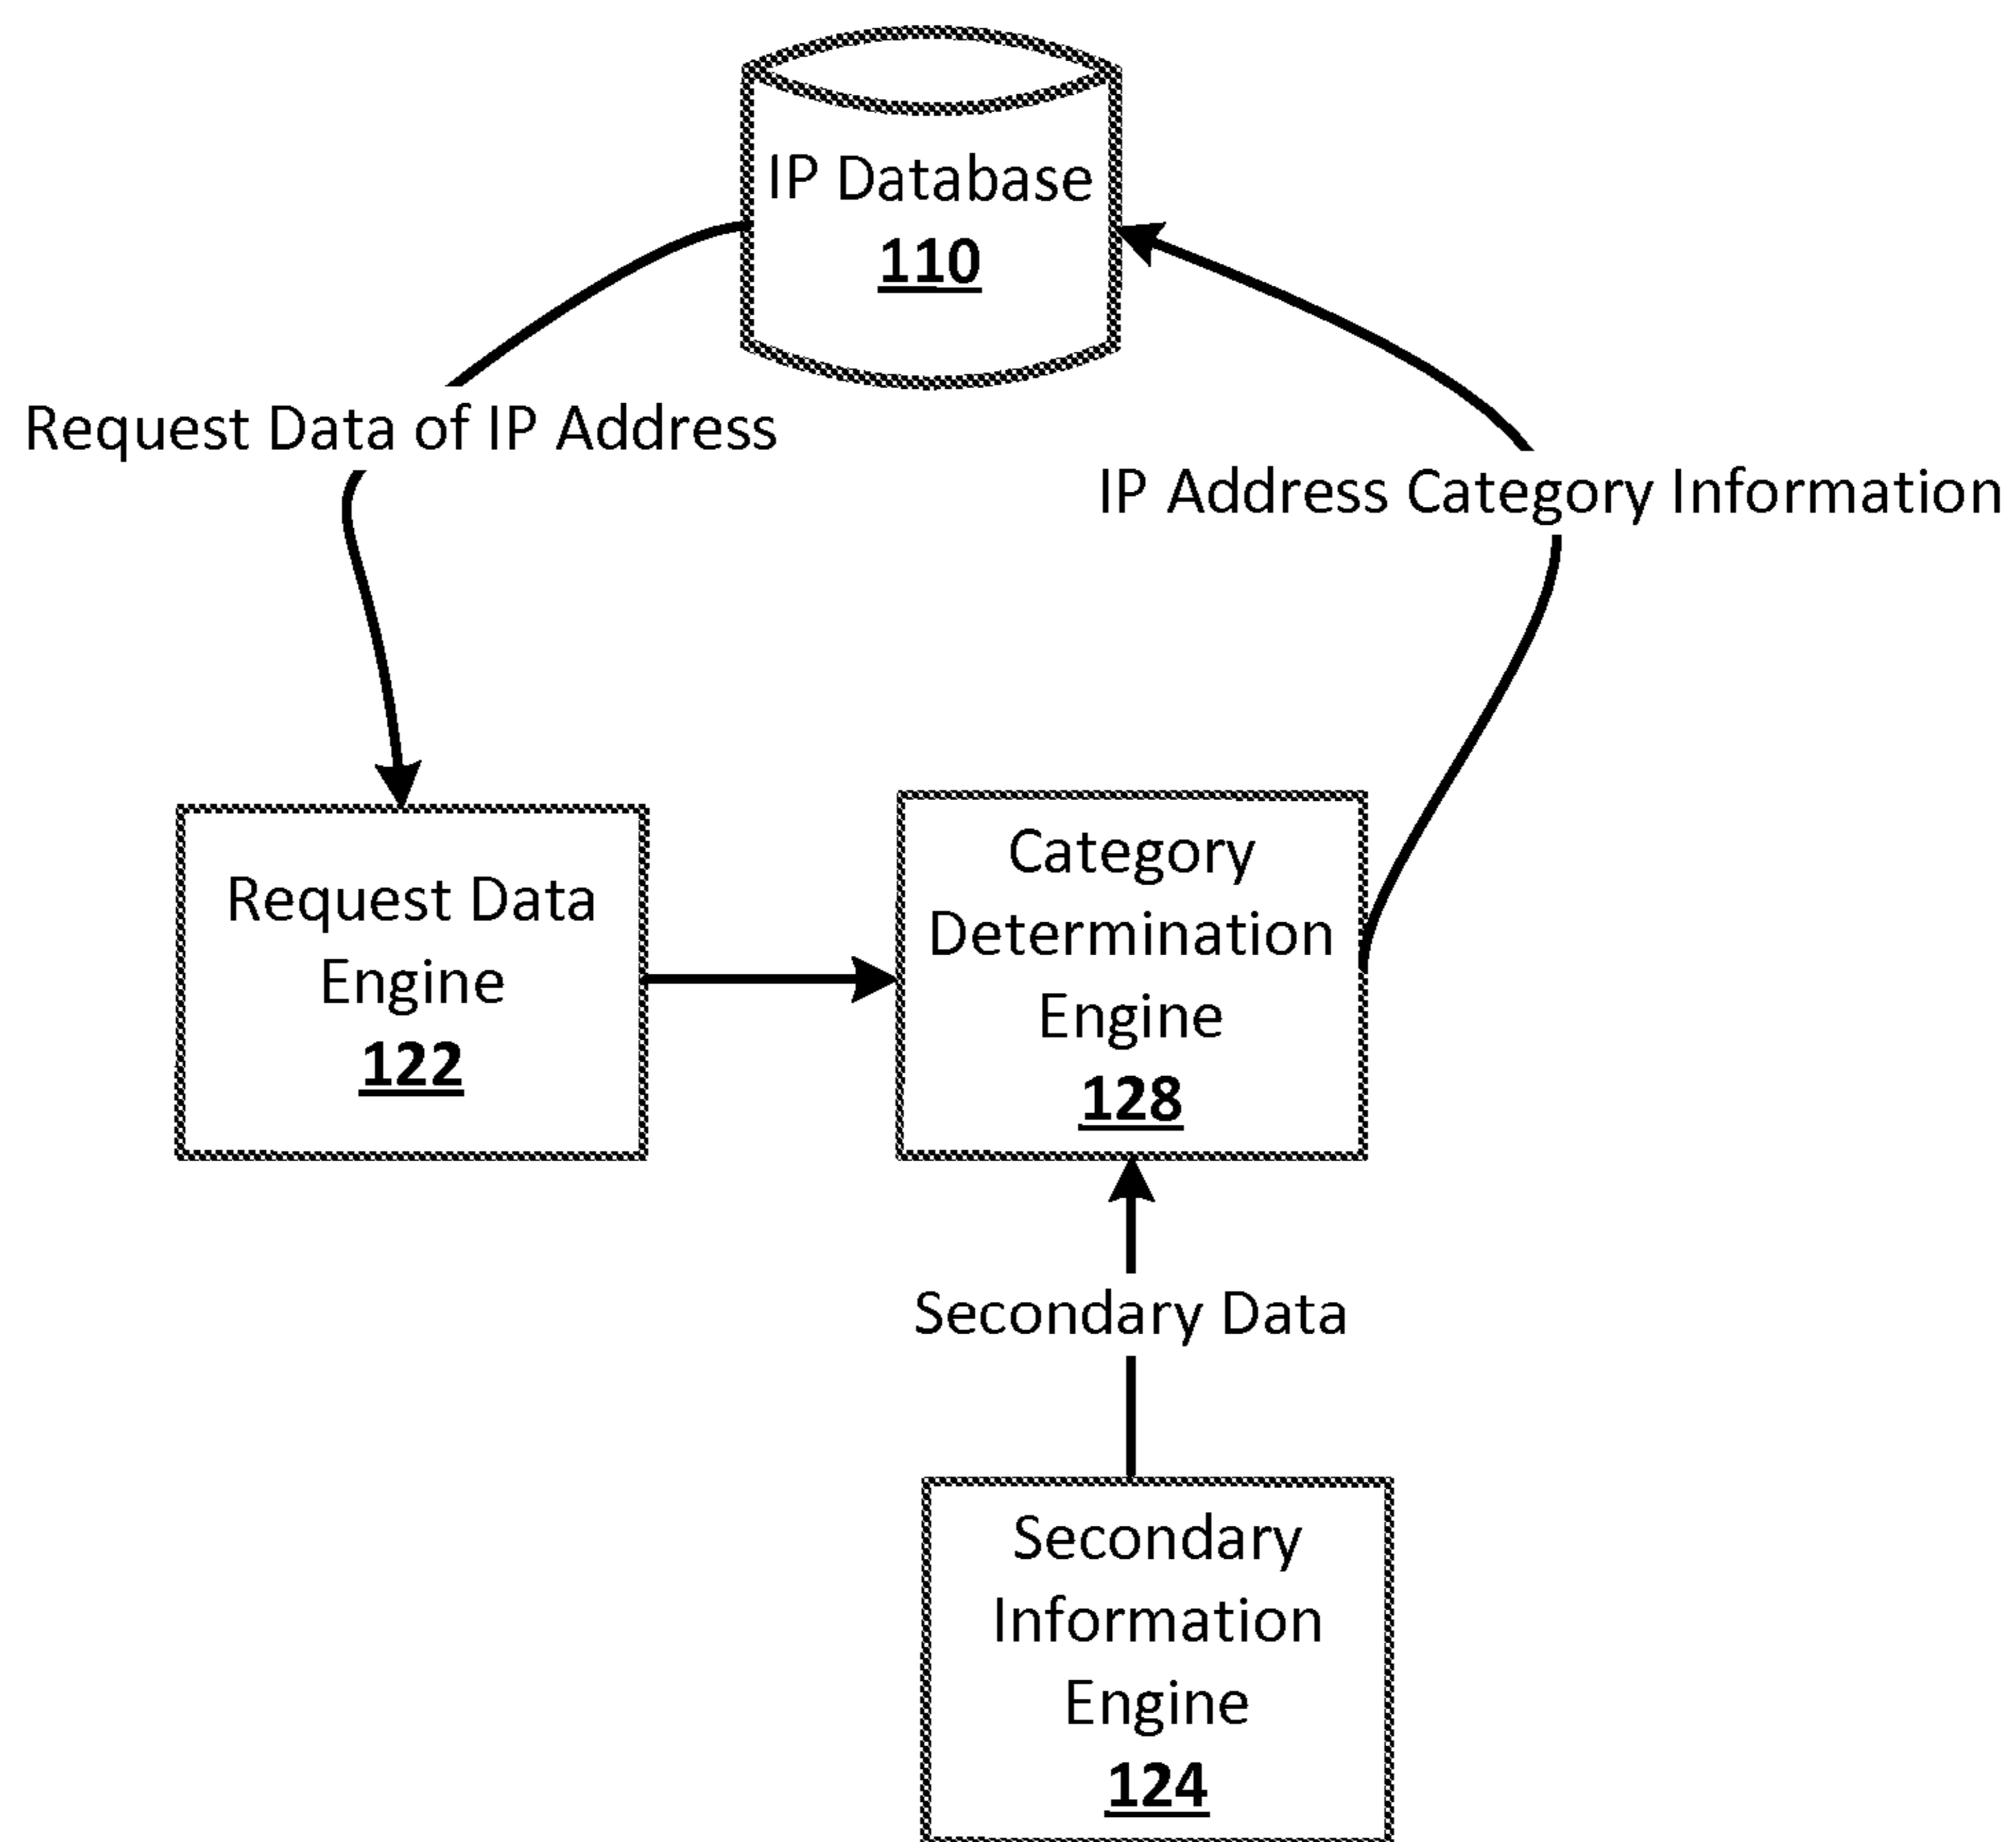 IP Database
110
Request Data of IP Address
IP Address Category Information
Request Data
Engine
122
Category
Determination
Engine
128
Secondary Data
Secondary
Information
Engine
124